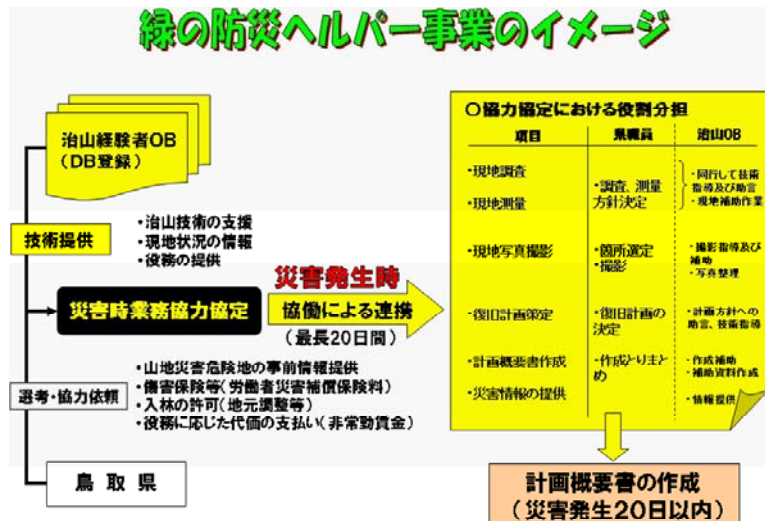 緑の防災ヘルパー事業のイメージ
治山経験者OB
(DB登録)
技術提供
・治山技術の支援
・現地状況の情報
・役務の提供
災害時業務協力協定
災害発生時
協働による連携
(最長20日間)
選考・協力依頼
・山地災害危険地の事前情報提供
・傷害保険等(労働者災害補償保険料)
・入林の許可(地元調整等)
・役務に応じた代価の支払い(非常勤賃金)
鳥取県
〇協力協定における役割分担
項目 県職員 治山OB
・現地調査
・現地測量
・調査、測量
方針決定
・同行して技術
指導及び助言
・現地補助作業
・現地写真撮影
・箇所選定
・撮影
・撮影指導及び
補助
・写真整理
・復旧計画策定
・復旧計画の
決定
・計画方針への
助言、技術指導
・計画概要書作成
・作成とりまと
め
・作成補助
・補助資料作成
・災害情報の提供
・情報提供
計画概要書の作成
(災害発生20日以内)